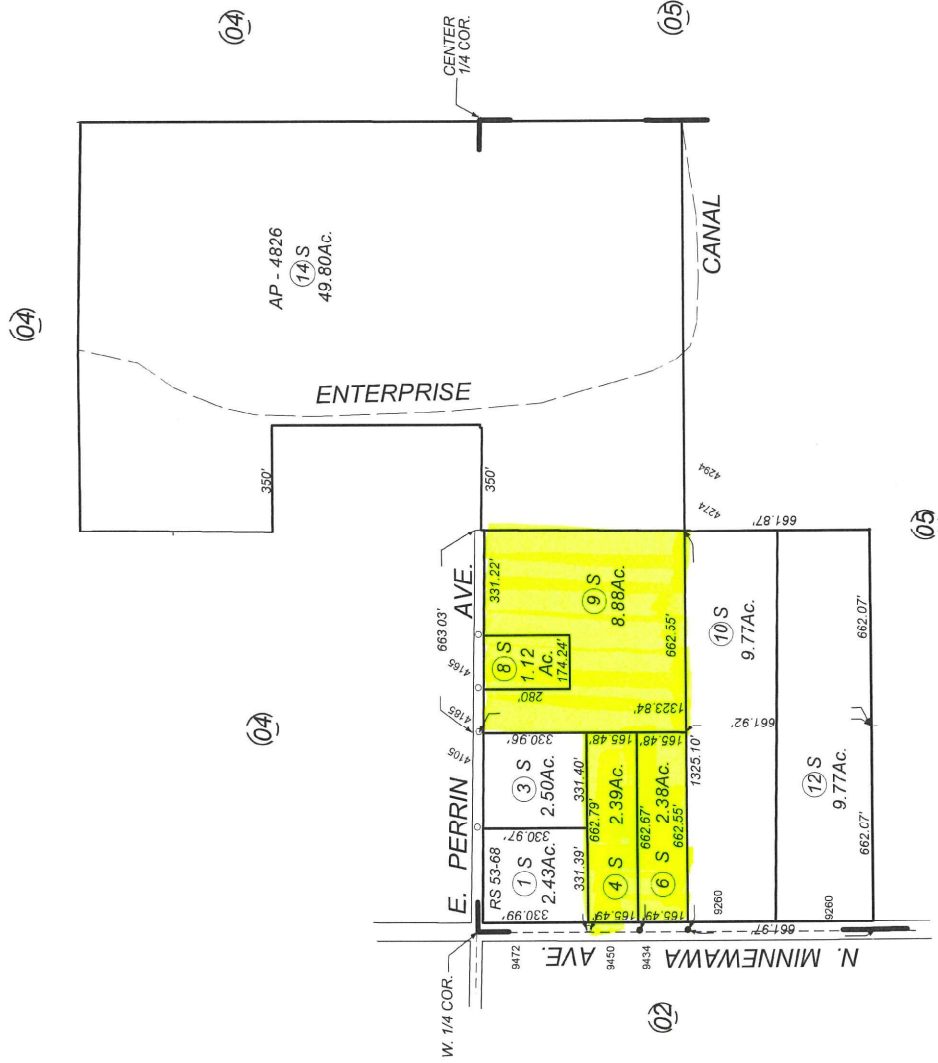 (04)
(04)
CENTER
1/4 COR.
(05)
AP - 4826
14 S
49.80Ac.
ENTERPRISE
CANAL
350'
350'
(04)
663.03'
E. PERRIN AVE.
4105
4185
4165
4274
4294
W. 1/4 COR.
RS 53-68
1 S
2.43Ac.
330.99'
330.97'
331.39'
3 S
2.50Ac.
330.96'
331.40'
8 S
1.12
Ac.
174.24'
280'
331.22'
9 S
8.88Ac.
662.55'
1323.84'
4 S 2.39Ac.
662.79'
165.49'
165.48'
6 S 2.38Ac.
662.67'
662.55'
165.49'
165.48'
1325.10'
10 S
9.77Ac.
661.87'
661.92'
661.97'
12 S
9.77Ac.
662.07'
662.07'
9472
9450
9434
9260
9260
N. MINNEWAWA AVE.
(02)
(05)